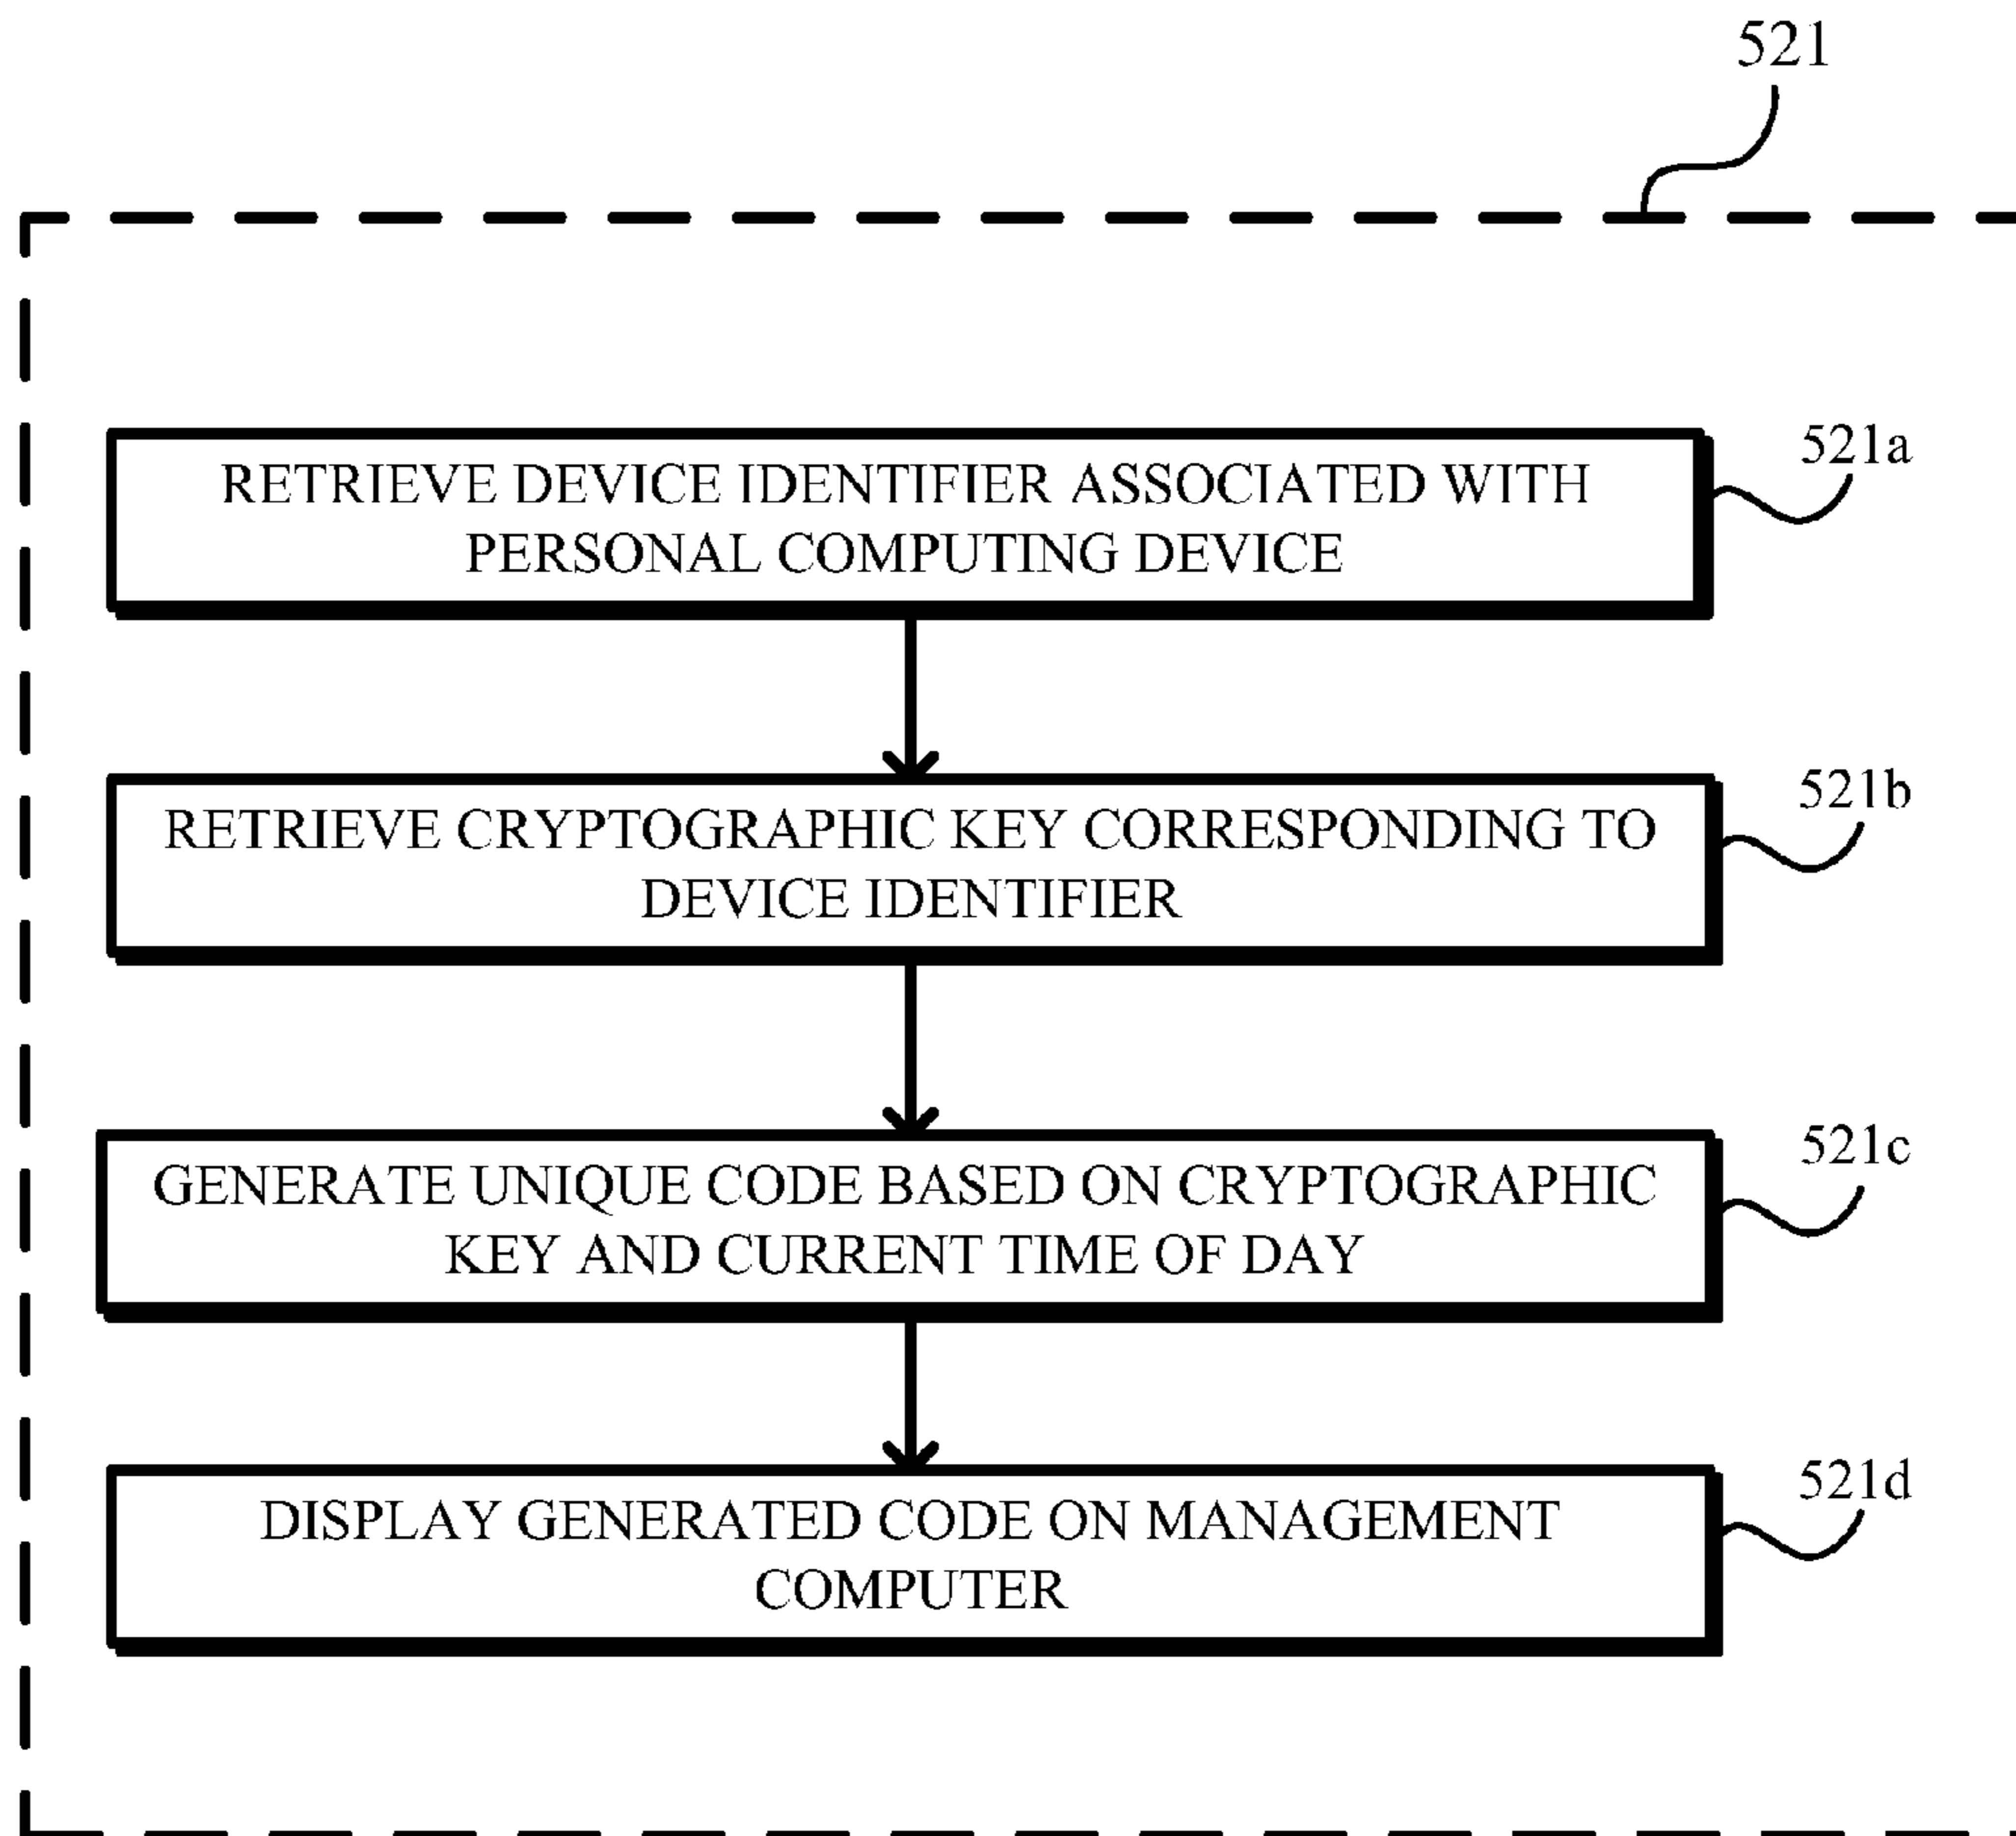 521
RETRIEVE DEVICE IDENTIFIER ASSOCIATED WITH
PERSONAL COMPUTING DEVICE
521a
RETRIEVE CRYPTOGRAPHIC KEY CORRESPONDING TO
DEVICE IDENTIFIER
521b
GENERATE UNIQUE CODE BASED ON CRYPTOGRAPHIC
KEY AND CURRENT TIME OF DAY
521c
DISPLAY GENERATED CODE ON MANAGEMENT
COMPUTER
521d